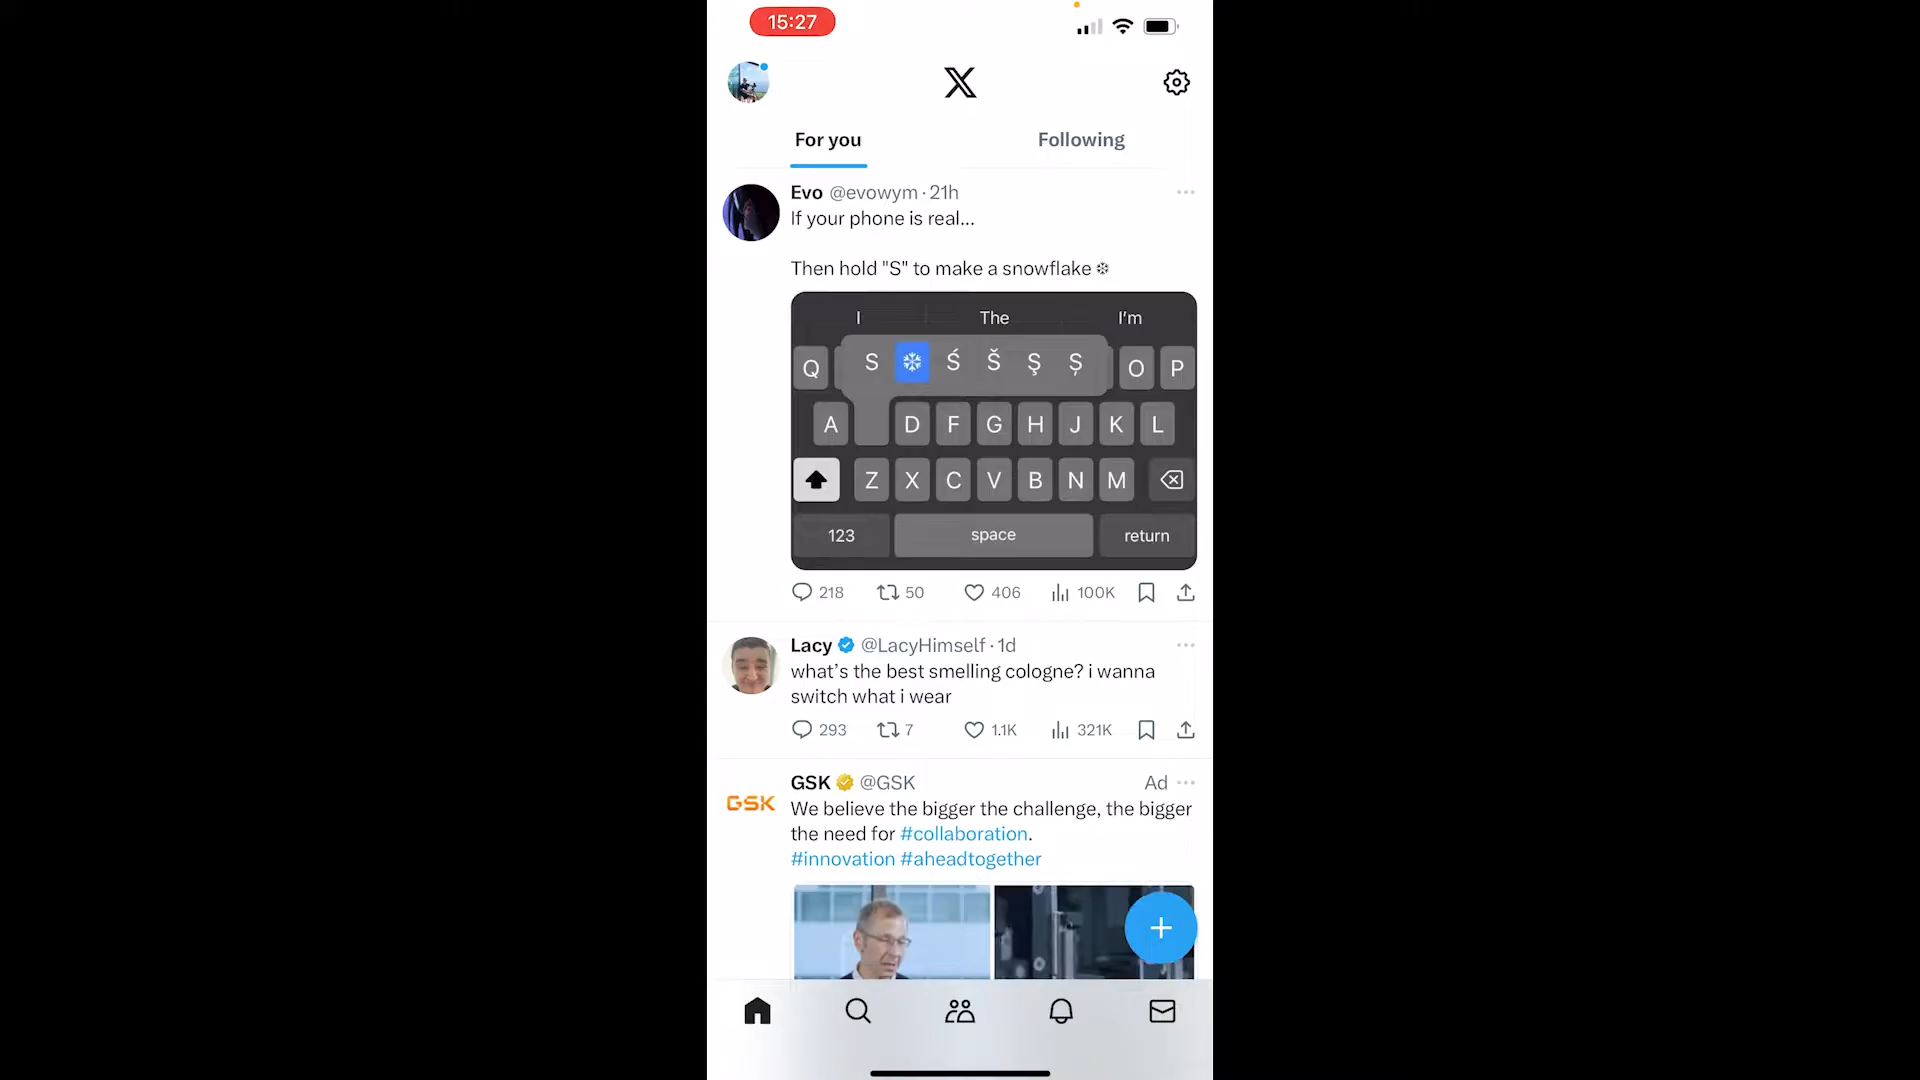 15:27
X
For you
Following
Evo @evowym · 21h
If your phone is real...
Then hold "S" to make a snowflake ❄
I
The
I'm
S ❄ Ś Š Ş Ș
Q
O P
A D F G H J K L
Z X C V B N M
123
space
return
218
50
406
100K
Lacy @LacyHimself · 1d
what's the best smelling cologne? i wanna
switch what i wear
293
7
1.1K
321K
GSK @GSK
Ad
GSK
We believe the bigger the challenge, the bigger
the need for #collaboration.
#innovation #aheadtogether